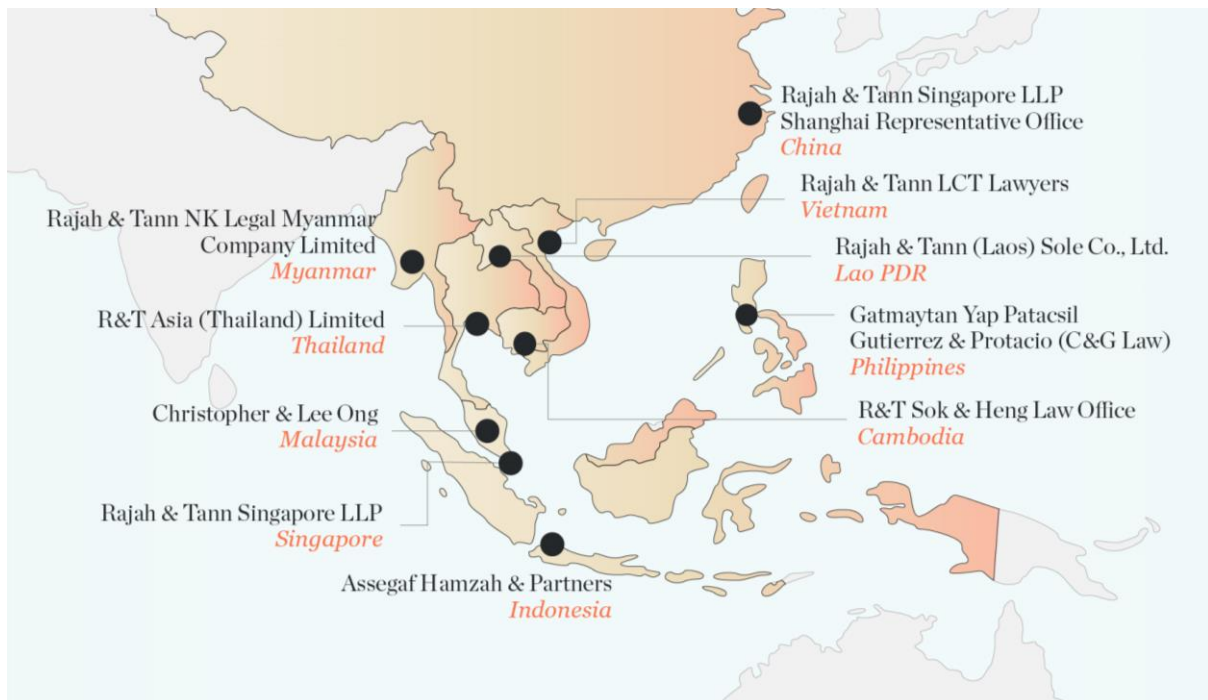 Rajah & Tann Singapore LLP
Shanghai Representative Office
China
Rajah & Tann LCT Lawyers
Vietnam
Rajah & Tann NK Legal Myanmar
Company Limited
Myanmar
Rajah & Tann (Laos) Sole Co., Ltd.
Lao PDR
R&T Asia (Thailand) Limited
Thailand
Gatmaytan Yap Patacsil
Gutierrez & Protacio (C&G Law)
Philippines
Christopher & Lee Ong
Malaysia
R&T Sok & Heng Law Office
Cambodia
Rajah & Tann Singapore LLP
Singapore
Assegaf Hamzah & Partners
Indonesia